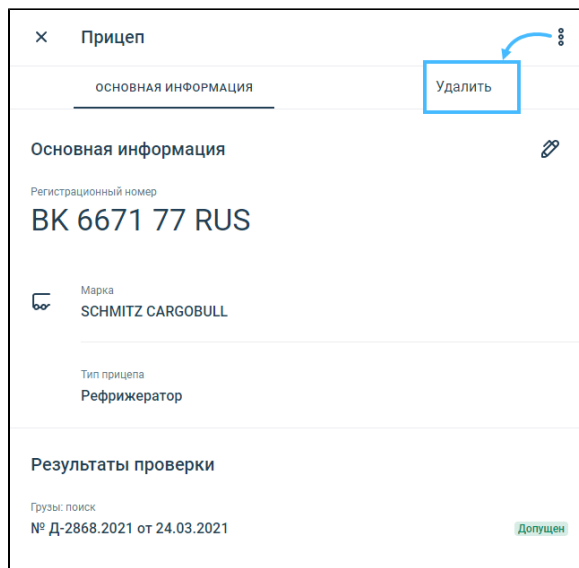 Прицеп
ОСНОВНАЯ ИНФОРМАЦИЯ
Удалить
Основная информация
Регистрационный номер
ВК 6671 77 RUS
Марка
SCHMITZ CARGOBULL
Тип прицепа
Рефрижератор
Результаты проверки
Грузы: поиск
№ Д-2868.2021 от 24.03.2021
Допущен